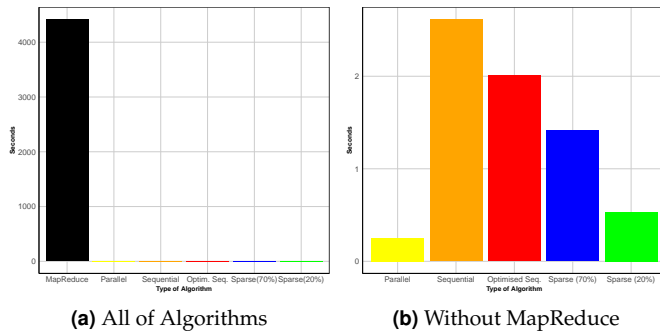 4000
3000
2000
1000
0
Seconds
MapReduce Parallel Sequential Optim. Seq. Sparse(70%) Sparse(20%)
Type of Algorithm
(a) All of Algorithms
2
1
0
Seconds
Parallel Sequential Optimised Seq. Sparse (70%) Sparse (20%)
Type of Algorithm
(b) Without MapReduce